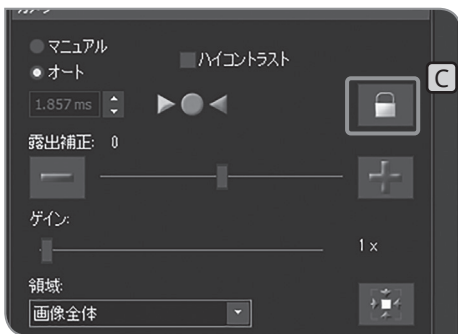 マニュアル
ハイコントラスト
オート
C
1.857 ms
露出補正: 0
ゲイン:
1 x
領域:
画像全体